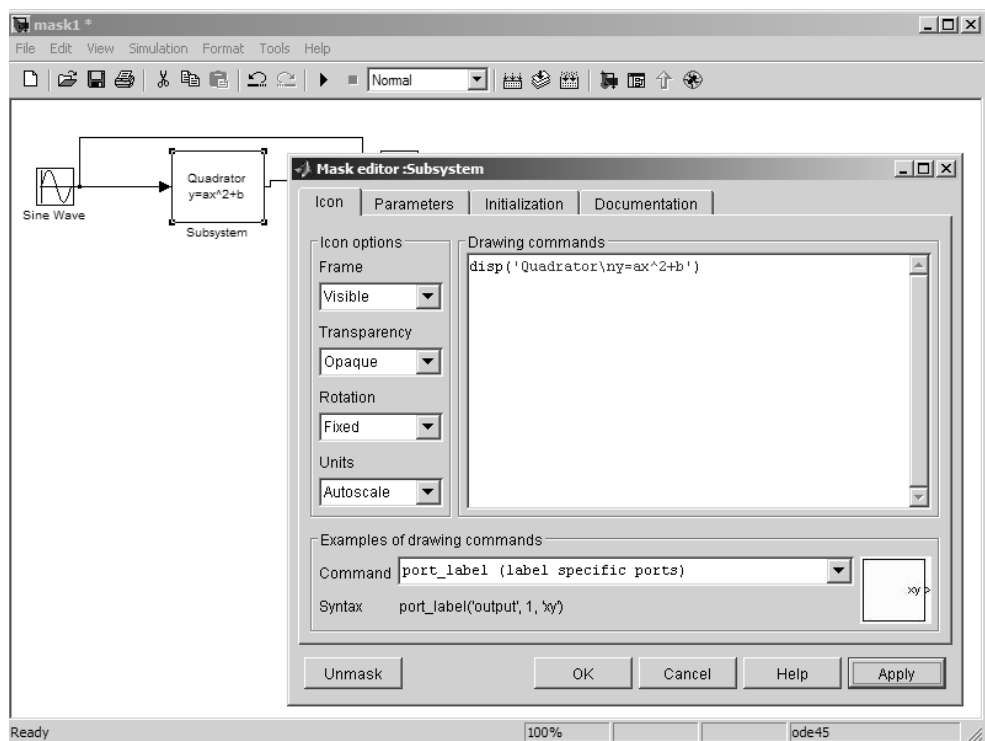 mask1 *
File Edit View Simulation Format Tools Help
Normal
Quadrator
y=ax^2+b
Sine Wave
Subsystem
Mask editor :Subsystem
Icon Parameters Initialization Documentation
Icon options
Frame
Visible
Transparency
Opaque
Rotation
Fixed
Units
Autoscale
Drawing commands
disp('Quadrator\ny=ax^2+b')
Examples of drawing commands
Command port_label (label specific ports)
Syntax port_label('output', 1, 'xy')
xy
Unmask OK Cancel Help Apply
Ready 100% ode45